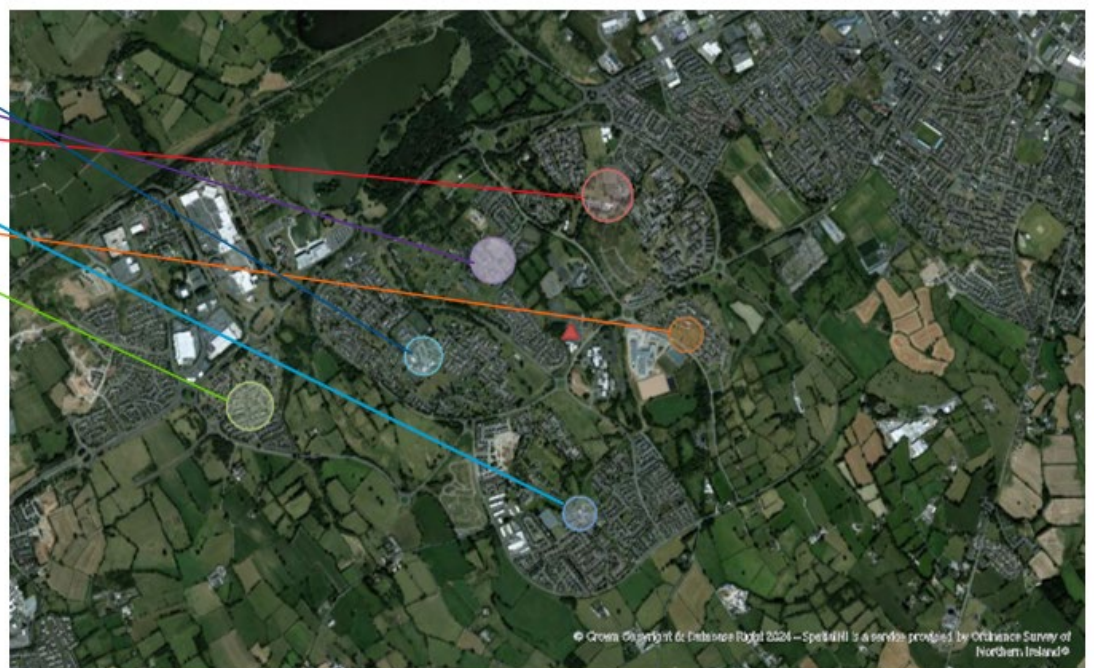 © Crown Copyright & Database Right 2024 – SpatialNI is a service provided by Ordnance Survey of
Northern Ireland©